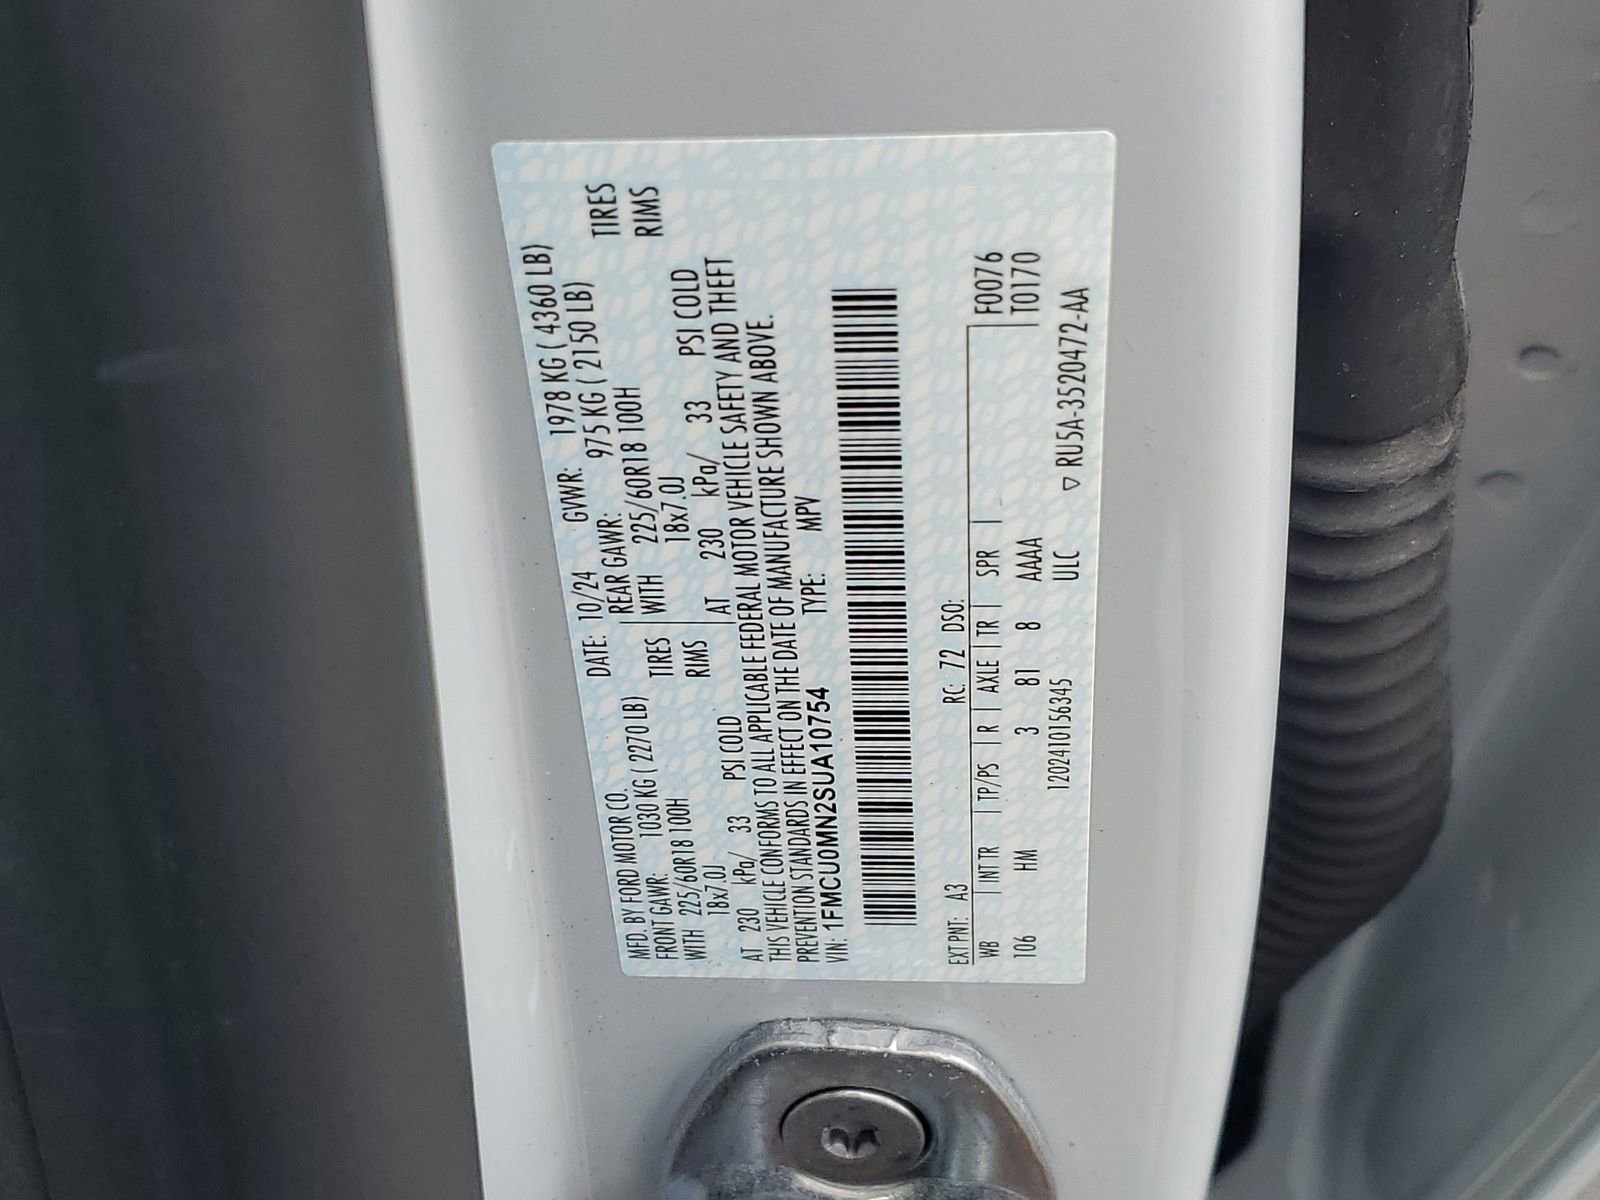 MFD. BY FORD MOTOR CO.
DATE: 10/24 GVWR: 1978 KG ( 4360 LB)
FRONT GAWR: 1030 KG ( 2270 LB)
REAR GAWR: 975 KG ( 2150 LB)
WITH 225/60R18 100H TIRES
WITH 225/60R18 100H TIRES
18x7.0J RIMS
18x7.0J RIMS
AT 230 kPa/ 33 PSI COLD
AT 230 kPa/ 33 PSI COLD
THIS VEHICLE CONFORMS TO ALL APPLICABLE FEDERAL MOTOR VEHICLE SAFETY AND THEFT
PREVENTION STANDARDS IN EFFECT ON THE DATE OF MANUFACTURE SHOWN ABOVE.
VIN: 1FMCU0MN2SUA10754 TYPE: MPV
EXT PNT: A3 RC: 72 DSO:
WB INT TR TP/PS R AXLE TR SPR F0076
106 HM 3 81 8 AAAA T0170
1202410156345 ULC ▽ RU5A-3520472-AA